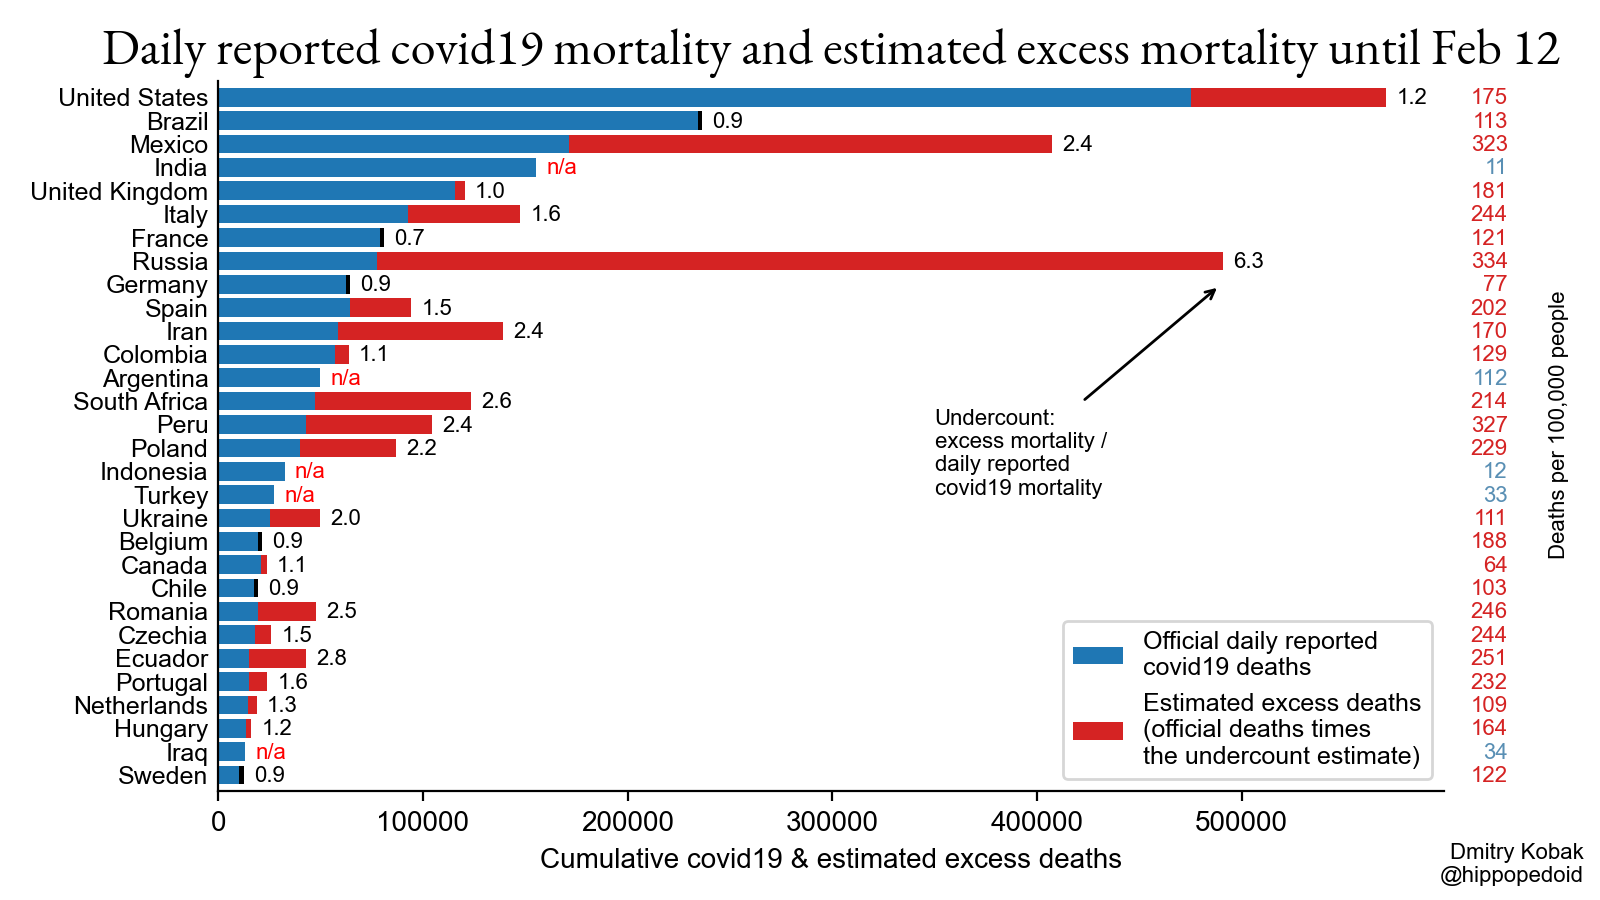 Daily reported covid19 mortality and estimated excess mortality until Feb 12
United States 1.2 175
Brazil 0.9 113
Mexico 2.4 323
India n/a 11
United Kingdom 1.0 181
Italy 1.6 244
France 0.7 121
Russia 6.3 334
Germany 0.9 77
Spain 1.5 202
Iran 2.4 170
Colombia 1.1 129
Argentina n/a 112
South Africa 2.6 214
Peru 2.4 327
Poland 2.2 229
Indonesia n/a 12
Turkey n/a 33
Ukraine 2.0 111
Belgium 0.9 188
Canada 1.1 64
Chile 0.9 103
Romania 2.5 246
Czechia 1.5 244
Ecuador 2.8 251
Portugal 1.6 232
Netherlands 1.3 109
Hungary 1.2 164
Iraq n/a 34
Sweden 0.9 122
Undercount:
excess mortality /
daily reported
covid19 mortality
Deaths per 100,000 people
Official daily reported
covid19 deaths
Estimated excess deaths
(official deaths times
the undercount estimate)
0 100000 200000 300000 400000 500000
Cumulative covid19 & estimated excess deaths
Dmitry Kobak
@hippopedoid